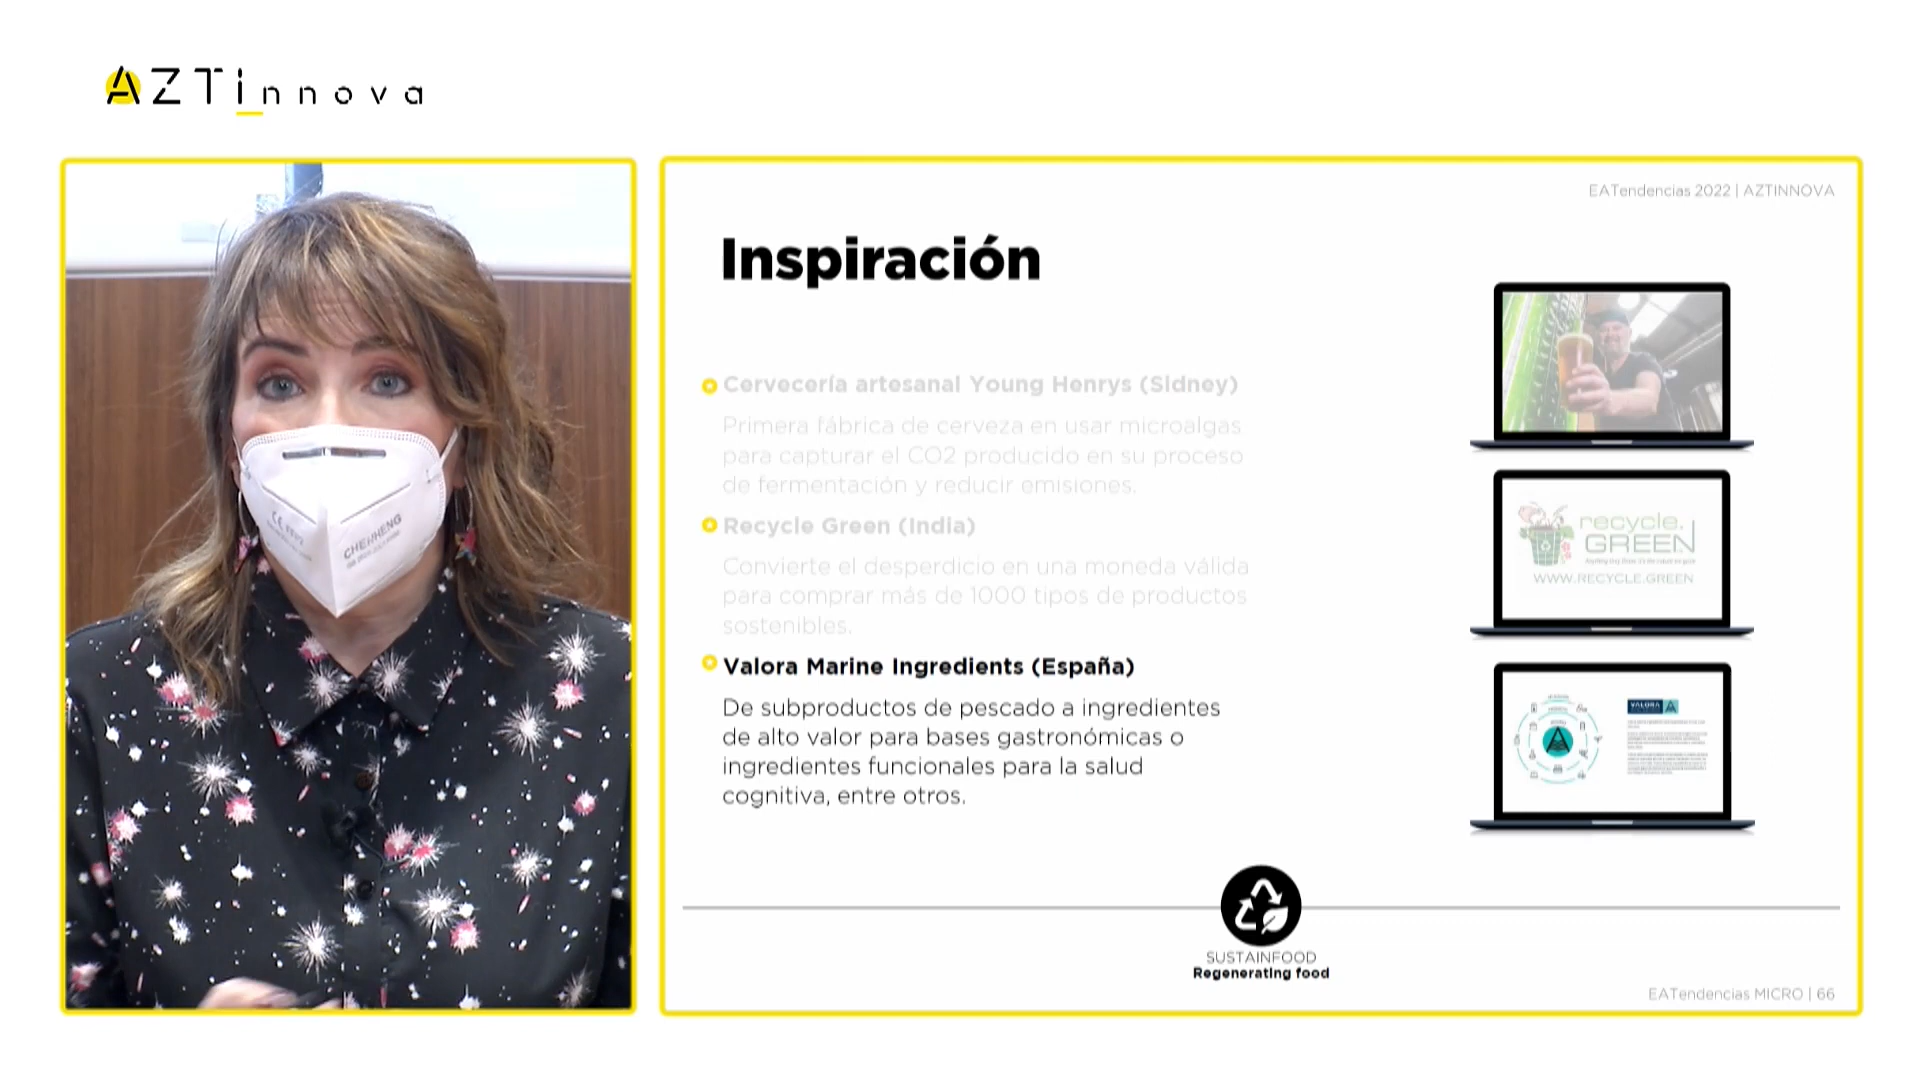 AZTInnova
EATendencias 2022 | AZTINNOVA
Inspiración
Cervecería artesanal Young Henrys (Sidney)
Primera fábrica de cerveza en usar microalgas
para capturar el CO2 producido en su proceso
de fermentación y reducir emisiones.
Recycle Green (India)
Convierte el desperdicio en una moneda válida
para comprar más de 1000 tipos de productos
sostenibles.
Valora Marine Ingredients (España)
De subproductos de pescado a ingredientes
de alto valor para bases gastronómicas o
ingredientes funcionales para la salud
cognitiva, entre otros.
recycle.
GREEN
WWW.RECYCLE.GREEN
VALORA
CE FFP2
CHENHENG
SUSTAINFOOD
Regenerating food
EATendencias MICRO | 66